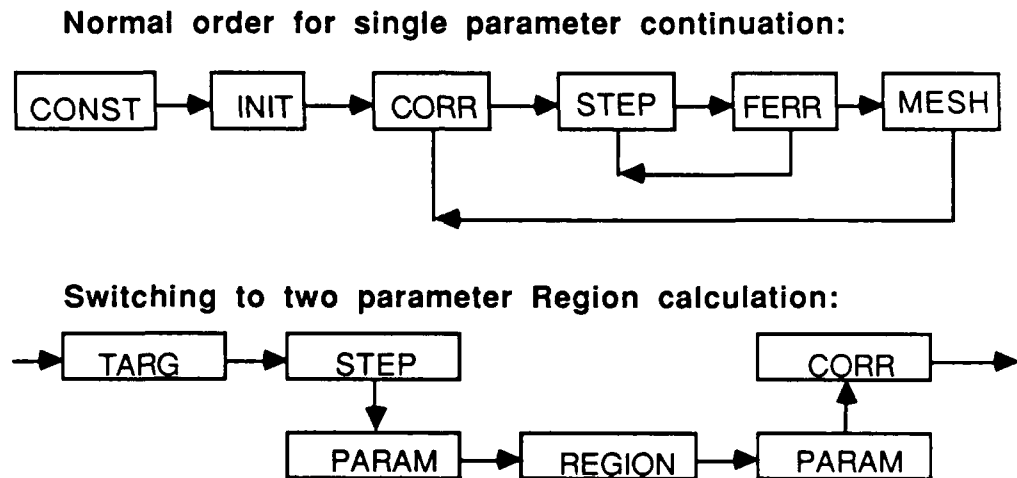 Normal order for single parameter continuation:
CONST INIT CORR STEP FERR MESH
Switching to two parameter Region calculation:
TARG STEP CORR
PARAM REGION PARAM